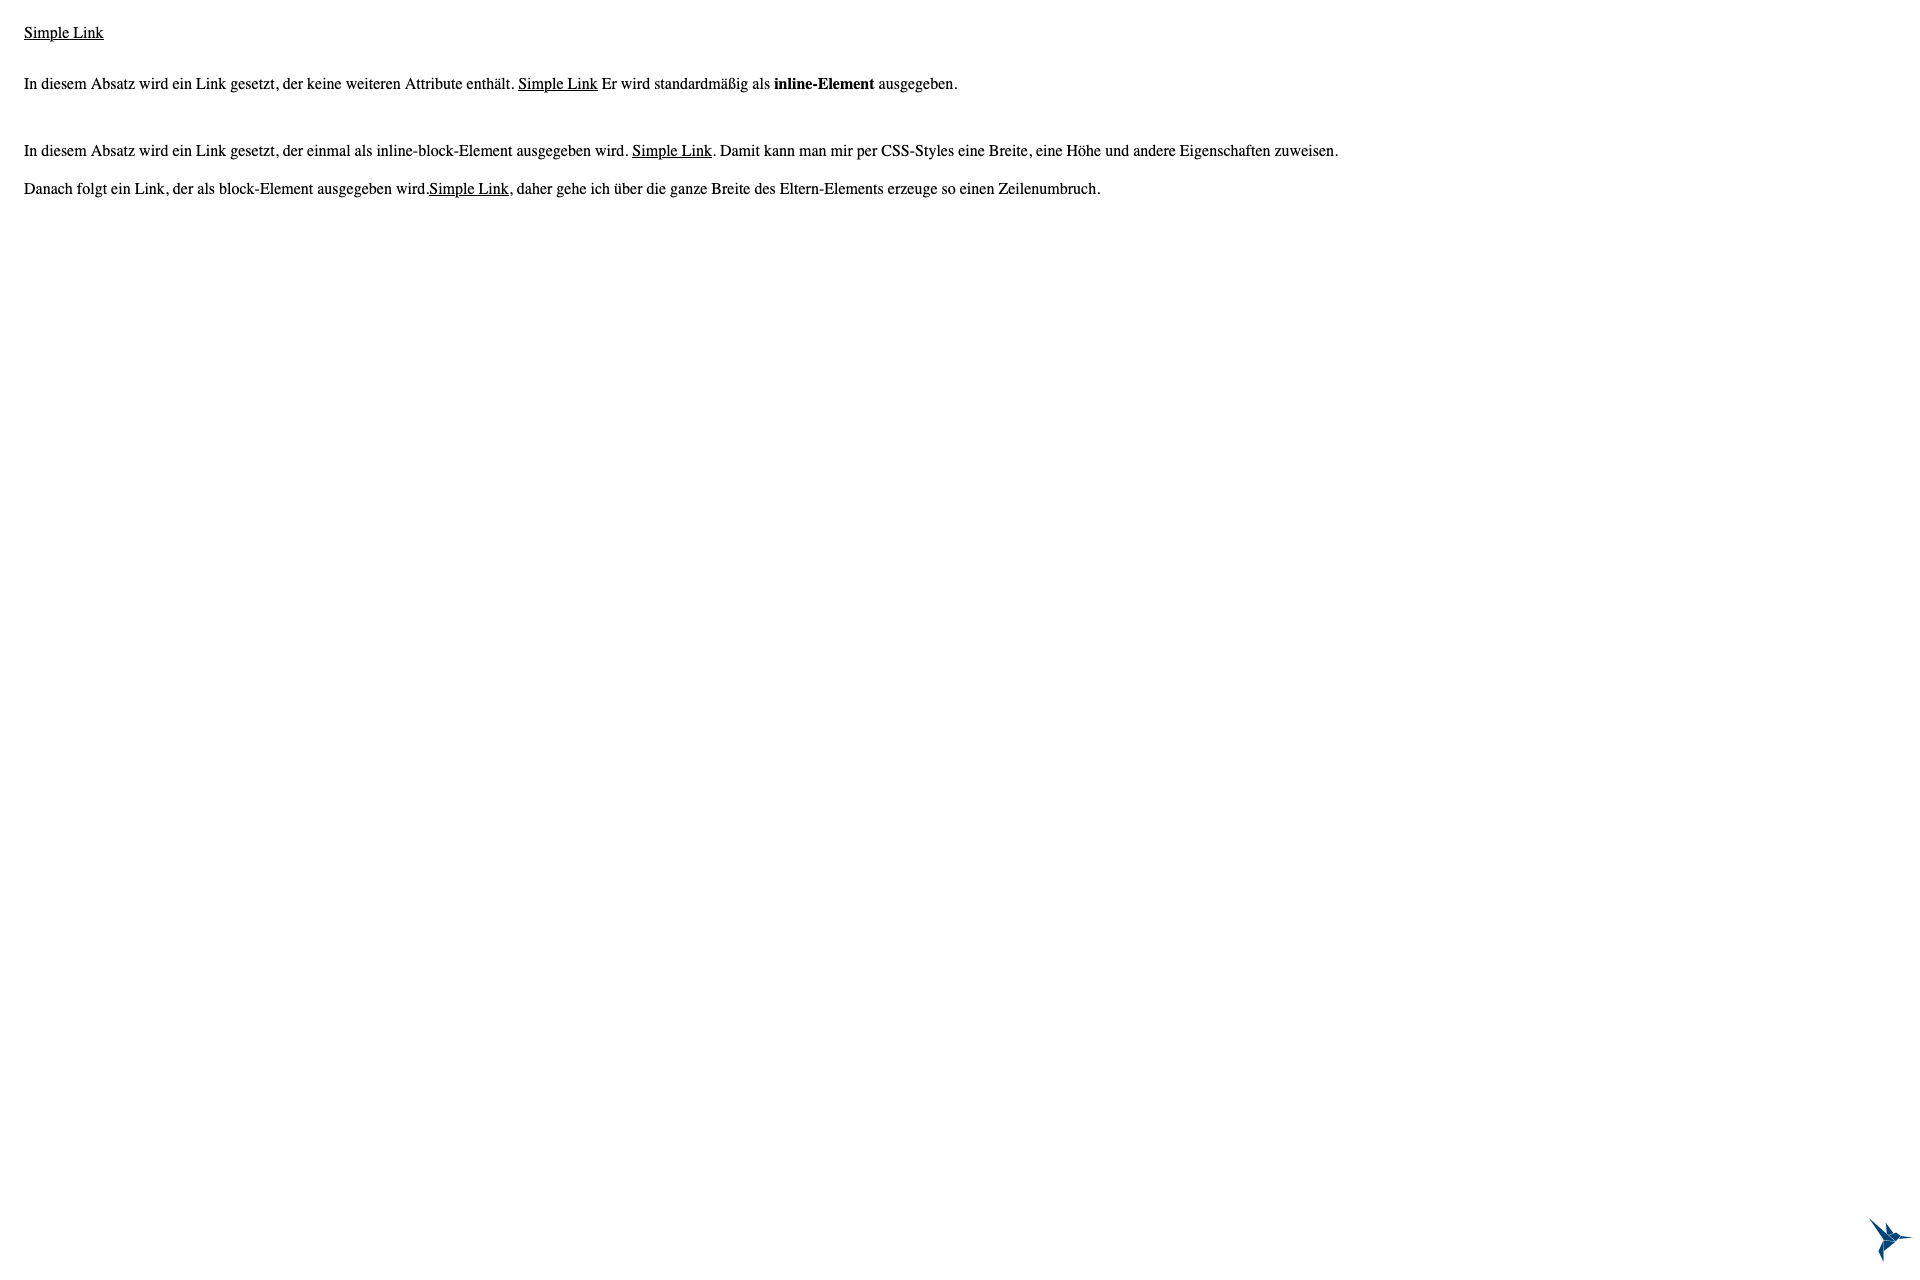 Simple Link
In diesem Absatz wird ein Link gesetzt, der keine weiteren Attribute enthält. Simple Link Er wird standardmäßig als inline-Element ausgegeben.
In diesem Absatz wird ein Link gesetzt, der einmal als inline-block-Element ausgegeben wird. Simple Link. Damit kann man mir per CSS-Styles eine Breite, eine Höhe und andere Eigenschaften zuweisen.
Danach folgt ein Link, der als block-Element ausgegeben wird.Simple Link, daher gehe ich über die ganze Breite des Eltern-Elements erzeuge so einen Zeilenumbruch.